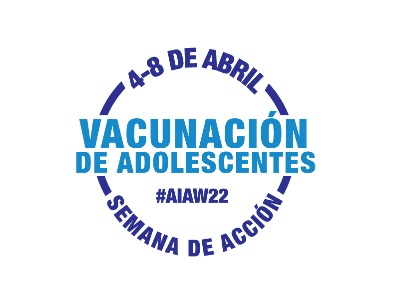 4-8 DE ABRIL
VACUNACIÓN
DE ADOLESCENTES
#AIAW22
SEMANA DE ACCIÓN